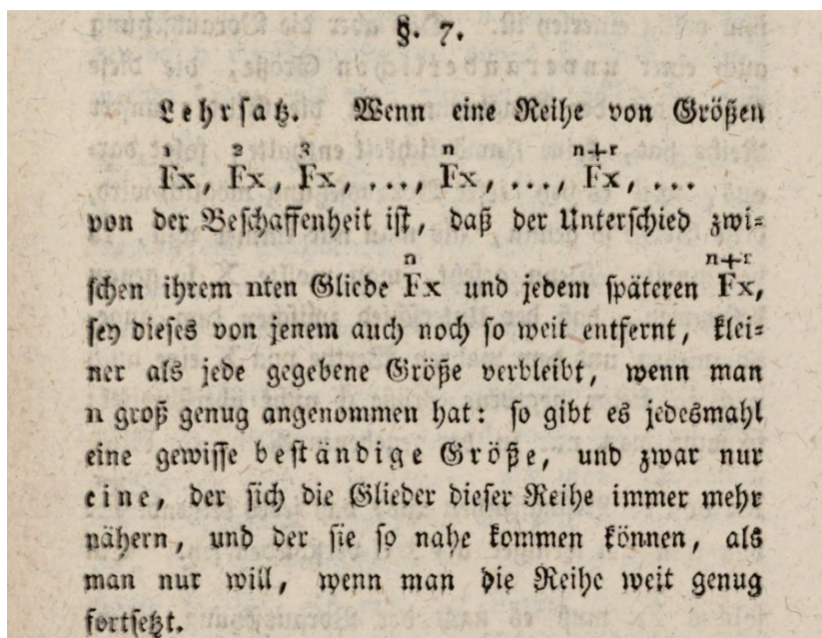 §. 7.
Lehrsatz. Wenn eine Reihe von Größen
1 2 3 n n+r
Fx, Fx, Fx, ..., Fx, ..., Fx, ...
von der Beschaffenheit ist, daß der Unterschied zwi=
n n+r
schen ihrem nten Gliede Fx und jedem späteren Fx,
sey dieses von jenem auch noch so weit entfernt, klei=
ner als jede gegebene Größe verbleibt, wenn man
n groß genug angenommen hat: so gibt es jedesmahl
eine gewisse beständige Größe, und zwar nur
eine, der sich die Glieder dieser Reihe immer mehr
nähern, und der sie so nahe kommen können, als
man nur will, wenn man die Reihe weit genug
fortsetzt.